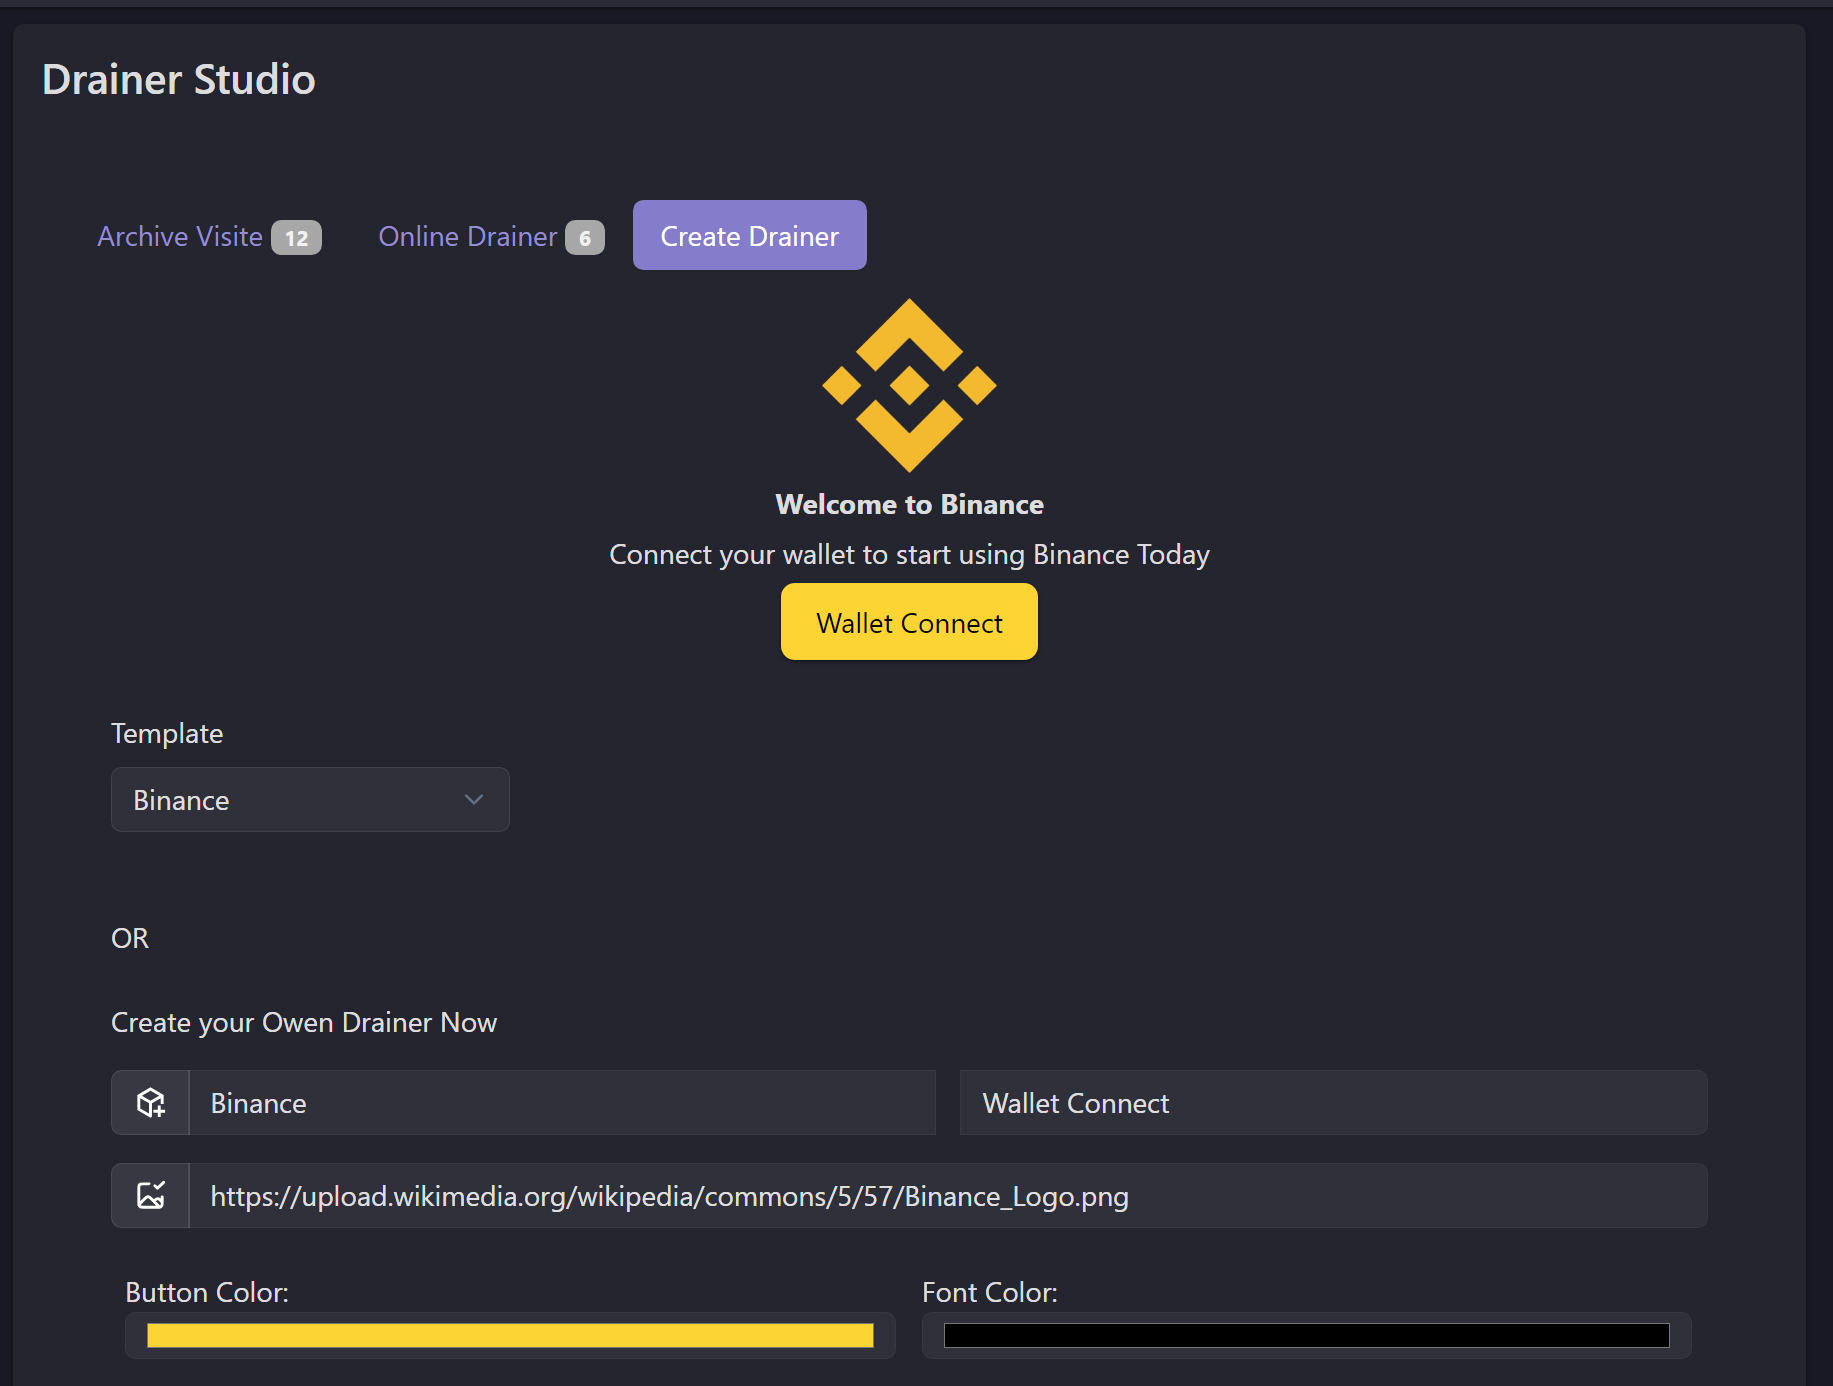 Drainer Studio
Archive Visite 12 Online Drainer 6 Create Drainer
Welcome to Binance
Connect your wallet to start using Binance Today
Wallet Connect
Template
Binance
OR
Create your Owen Drainer Now
Binance Wallet Connect
https://upload.wikimedia.org/wikipedia/commons/5/57/Binance_Logo.png
Button Color: Font Color: